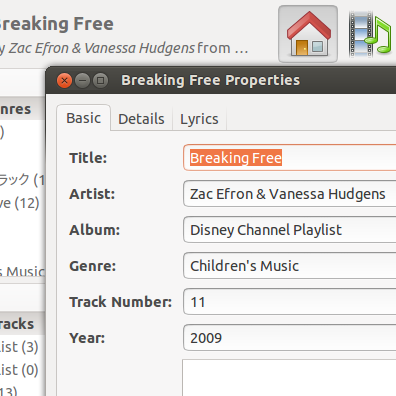 Breaking Free
y Zac Efron & Vanessa Hudgens from ...
Breaking Free Properties
Basic Details Lyrics
Title: Breaking Free
Artist: Zac Efron & Vanessa Hudgens
Album: Disney Channel Playlist
Genre: Children's Music
Track Number: 11
Year: 2009
nres
)
ラック (1
ve (12)
s Music
racks
list (3)
list (0)
13)